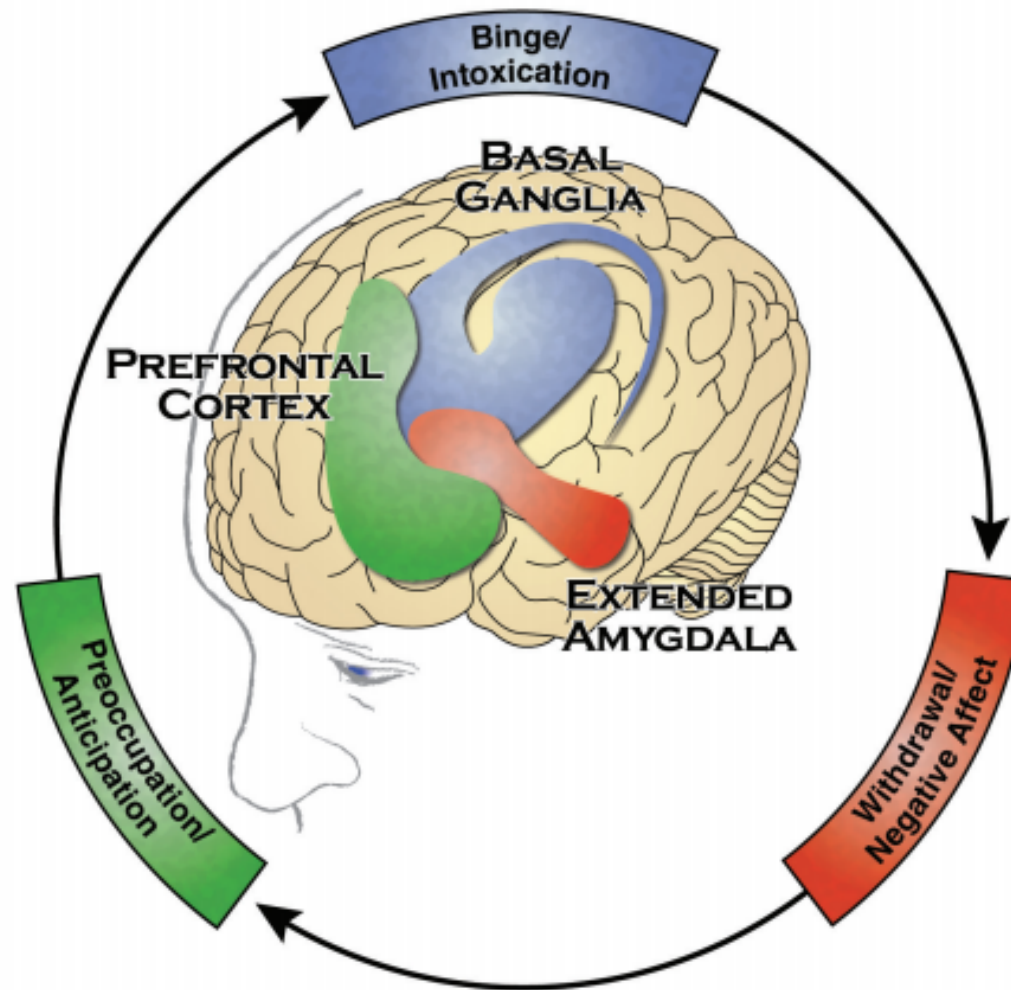 Binge/
Intoxication
BASAL
GANGLIA
PREFRONTAL
CORTEX
EXTENDED
AMYGDALA
Withdrawal/
Negative Affect
Preoccupation/
Anticipation